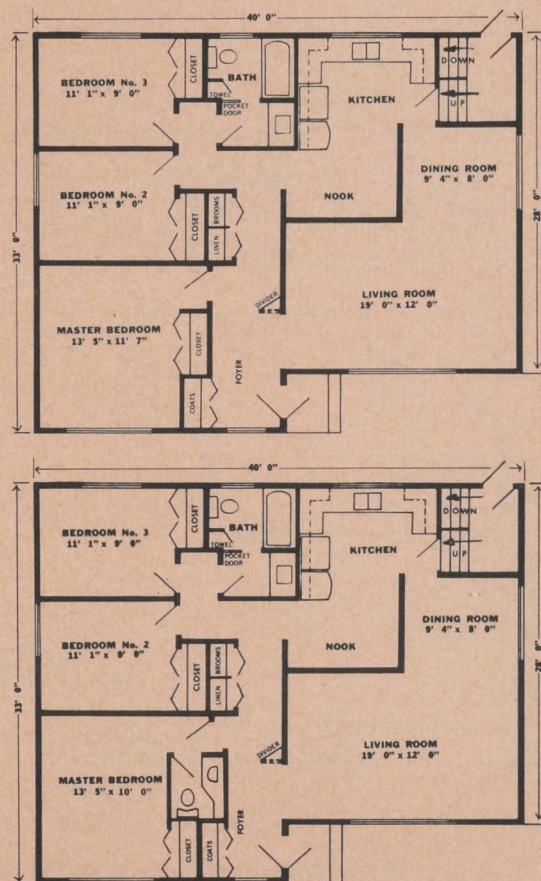 40' 0"
BEDROOM No. 3
11' 1" x 9' 0"
CLOSET
BATH
TOWEL
POCKET
DOOR
KITCHEN
DOWN
UP
DINING ROOM
9' 4" x 8' 0"
BEDROOM No. 2
11' 1" x 9' 0"
CLOSET
BROOMS
LINEN
NOOK
33' 0"
28' 0"
DIVIDER
LIVING ROOM
19' 0" x 12' 0"
MASTER BEDROOM
13' 5" x 11' 7"
CLOSET
COATS
FOYER
40' 0"
BEDROOM No. 3
11' 1" x 9' 0"
CLOSET
BATH
TOWEL
POCKET
DOOR
KITCHEN
DOWN
UP
DINING ROOM
9' 4" x 8' 0"
BEDROOM No. 2
11' 1" x 9' 0"
CLOSET
BROOMS
LINEN
NOOK
33' 0"
28' 0"
DIVIDER
LIVING ROOM
19' 0" x 12' 0"
MASTER BEDROOM
13' 5" x 10' 0"
CLOSET
COATS
FOYER